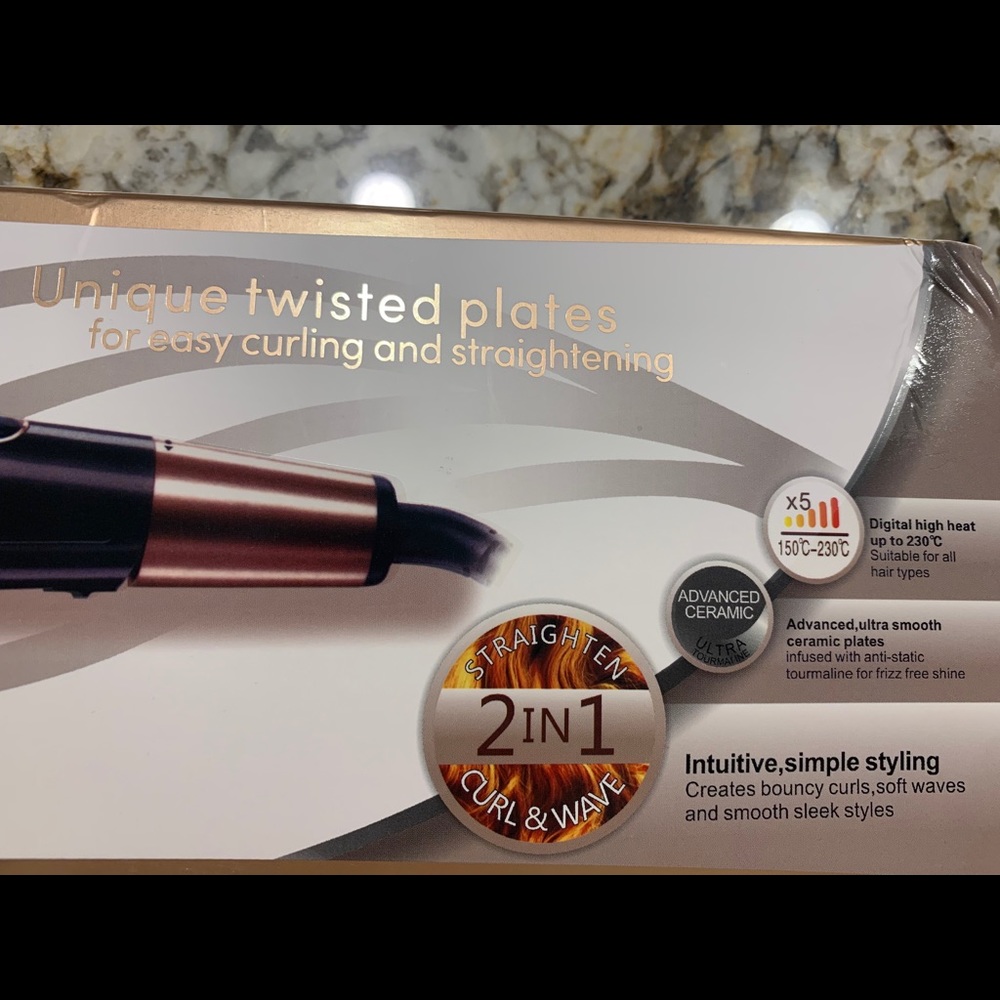 Unique twisted plates
for easy curling and straightening
x5
150℃-230℃
Digital high heat
up to 230℃
Suitable for all
hair types
ADVANCED
CERAMIC
ULTRA
TOURMALINE
Advanced,ultra smooth
ceramic plates
infused with anti-static
tourmaline for frizz free shine
STRAIGHTEN
2IN1
CURL & WAVE
Intuitive,simple styling
Creates bouncy curls,soft waves
and smooth sleek styles